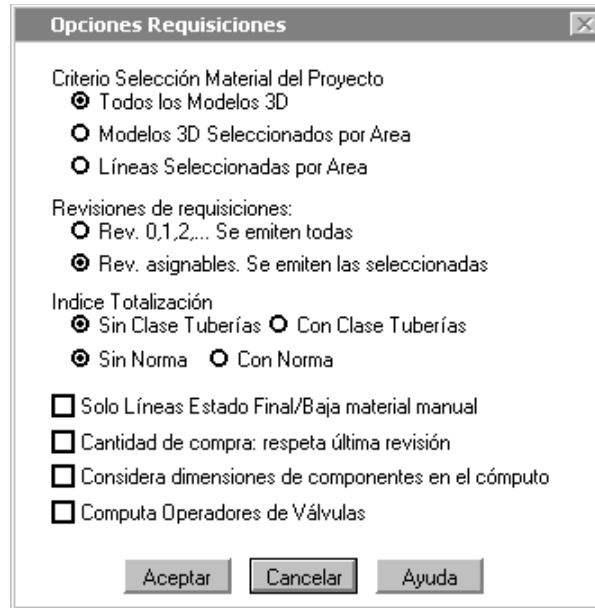 Opciones Requisiciones
Criterio Selección Material del Proyecto
Todos los Modelos 3D
Modelos 3D Seleccionados por Area
Líneas Seleccionadas por Area
Revisiones de requisiciones:
Rev. 0,1,2,... Se emiten todas
Rev. asignables. Se emiten las seleccionadas
Indice Totalización
Sin Clase Tuberías Con Clase Tuberías
Sin Norma Con Norma
Solo Líneas Estado Final/Baja material manual
Cantidad de compra: respeta última revisión
Considera dimensiones de componentes en el cómputo
Computa Operadores de Válvulas
Aceptar Cancelar Ayuda